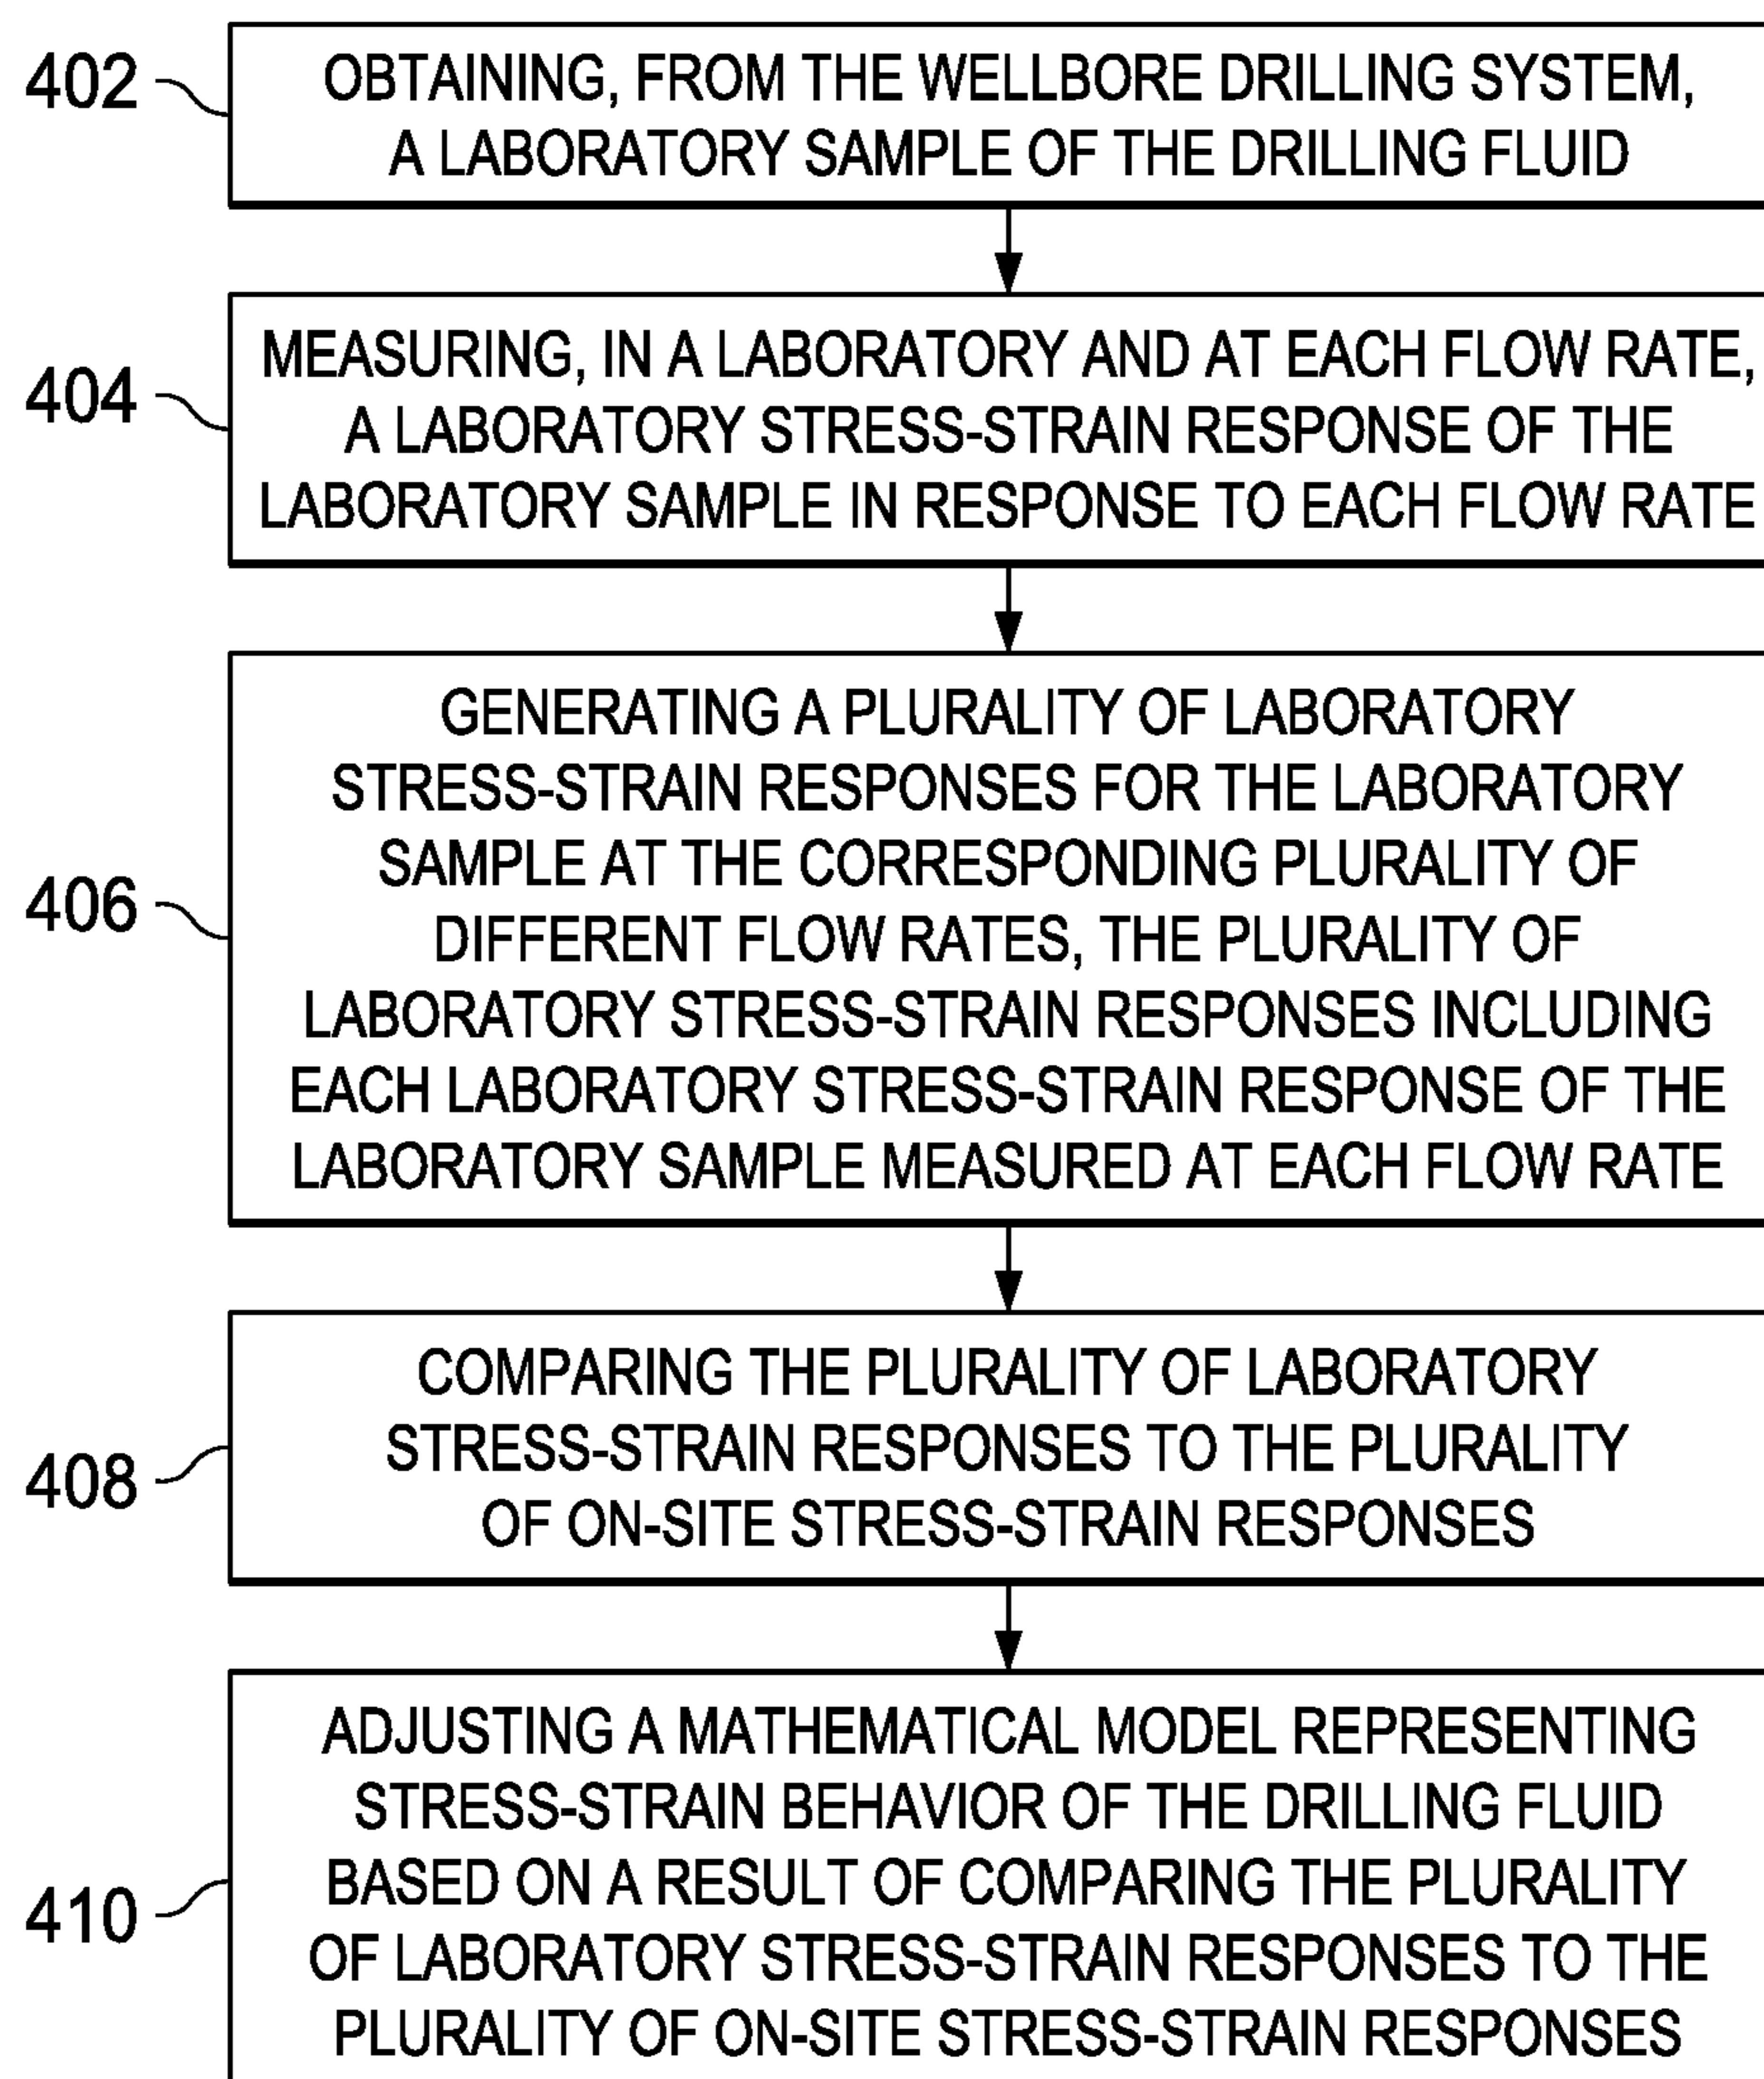 402
OBTAINING, FROM THE WELLBORE DRILLING SYSTEM,
A LABORATORY SAMPLE OF THE DRILLING FLUID
404
MEASURING, IN A LABORATORY AND AT EACH FLOW RATE,
A LABORATORY STRESS-STRAIN RESPONSE OF THE
LABORATORY SAMPLE IN RESPONSE TO EACH FLOW RATE
406
GENERATING A PLURALITY OF LABORATORY
STRESS-STRAIN RESPONSES FOR THE LABORATORY
SAMPLE AT THE CORRESPONDING PLURALITY OF
DIFFERENT FLOW RATES, THE PLURALITY OF
LABORATORY STRESS-STRAIN RESPONSES INCLUDING
EACH LABORATORY STRESS-STRAIN RESPONSE OF THE
LABORATORY SAMPLE MEASURED AT EACH FLOW RATE
408
COMPARING THE PLURALITY OF LABORATORY
STRESS-STRAIN RESPONSES TO THE PLURALITY
OF ON-SITE STRESS-STRAIN RESPONSES
410
ADJUSTING A MATHEMATICAL MODEL REPRESENTING
STRESS-STRAIN BEHAVIOR OF THE DRILLING FLUID
BASED ON A RESULT OF COMPARING THE PLURALITY
OF LABORATORY STRESS-STRAIN RESPONSES TO THE
PLURALITY OF ON-SITE STRESS-STRAIN RESPONSES